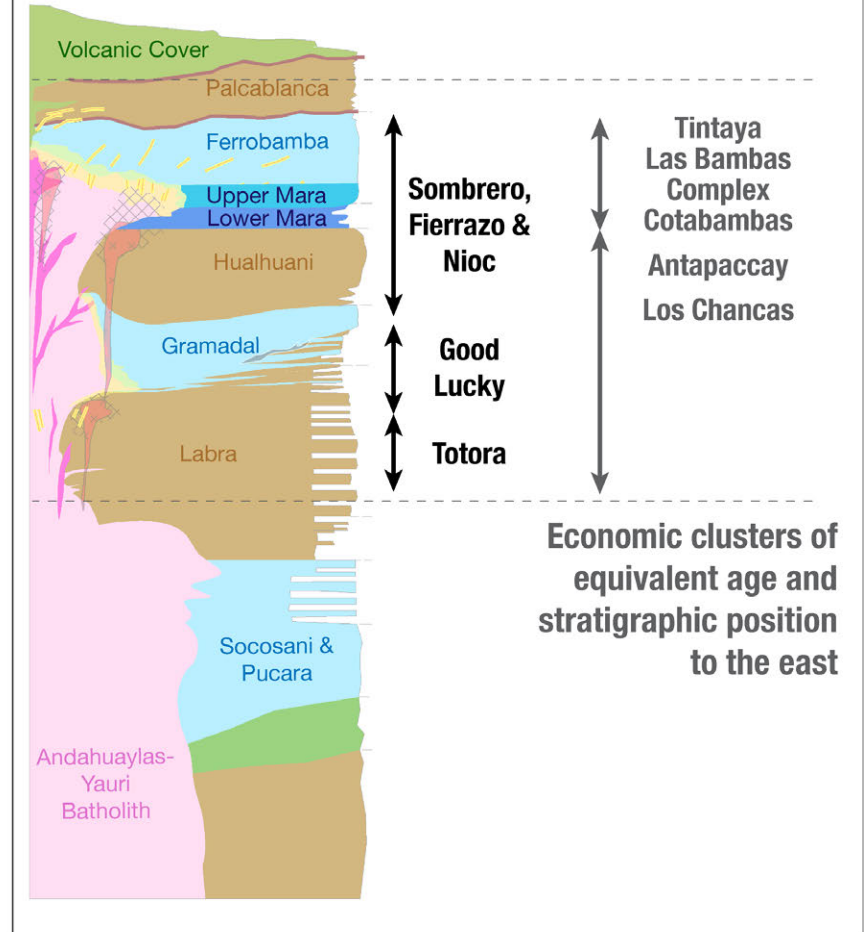 Volcanic Cover
Palcablanca
Ferrobamba
Upper Mara
Lower Mara
Hualhuani
Gramadal
Labra
Socosani &
Pucara
Andahuaylas-
Yauri
Batholith
Sombrero,
Fierrazo &
Nioc
Good
Lucky
Totora
Tintaya
Las Bambas
Complex
Cotabambas
Antapaccay
Los Chancas
Economic clusters of
equivalent age and
stratigraphic position
to the east